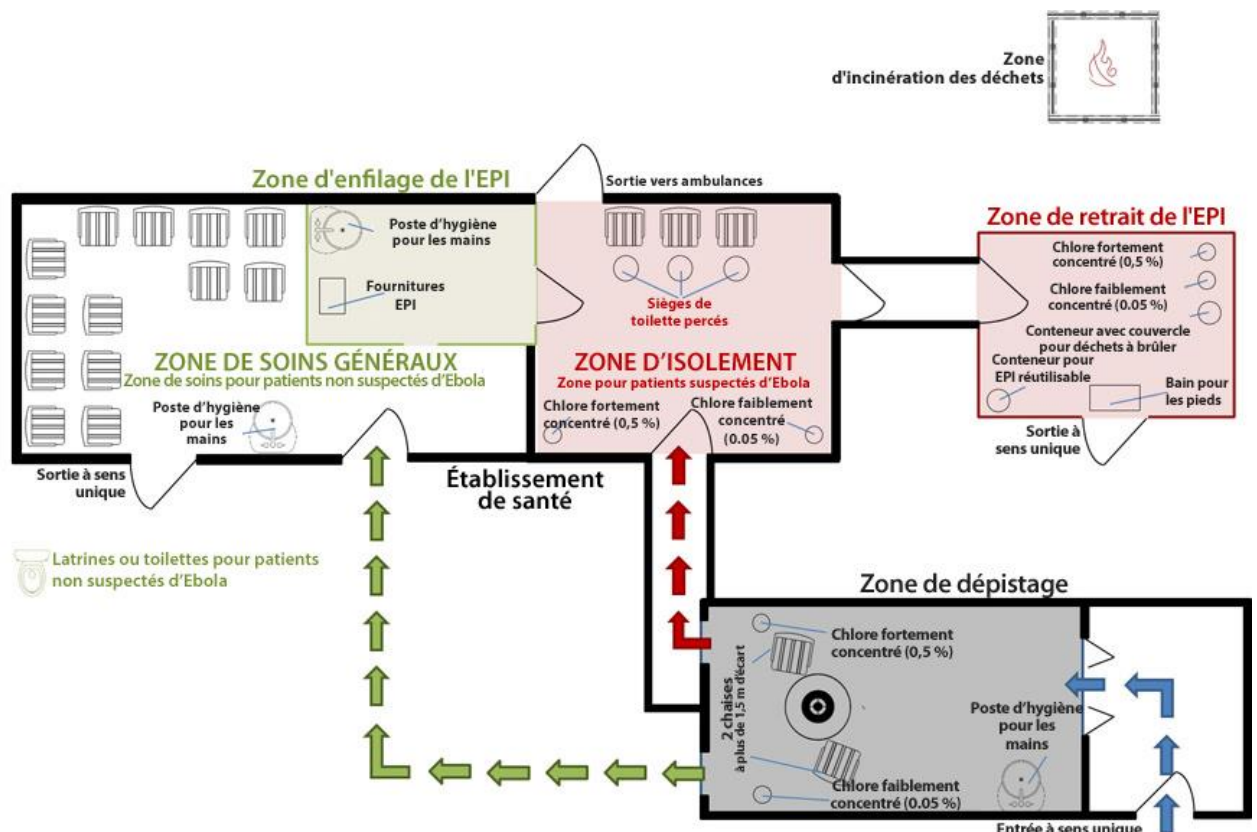 Zone
d'incinération des déchets
Zone d'enfilage de l'EPI
Sortie vers ambulances
Zone de retrait de l'EPI
Poste d'hygiène
pour les mains
Fournitures
EPI
Sièges de
toilette percés
Chlore fortement
concentré (0,5 %)
Chlore faiblement
concentré (0.05 %)
Conteneur avec couvercle
pour déchets à brûler
Conteneur pour
EPI réutilisable
Bain pour
les pieds
Sortie à
sens unique
ZONE DE SOINS GÉNÉRAUX
Zone de soins pour patients non suspectés d'Ebola
Poste d'hygiène
pour les
mains
ZONE D'ISOLEMENT
Zone pour patients suspectés d'Ebola
Chlore fortement
concentré (0,5 %)
Chlore faiblement
concentré
(0.05 %)
Sortie à sens
unique
Établissement
de santé
Latrines ou toilettes pour patients
non suspectés d'Ebola
Zone de dépistage
Chlore fortement
concentré (0,5 %)
2 chaises
à plus de 1,5 m d'écart
Poste d'hygiène
pour les
mains
Chlore faiblement
concentré (0.05 %)
Entrée à sens unique